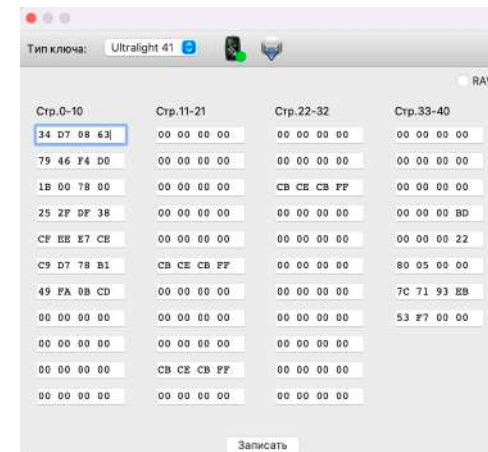 Тип ключа: Ultralight 41
RA
Стр.0-10 Стр.11-21 Стр.22-32 Стр.33-40
34 D7 08 63 00 00 00 00 00 00 00 00 00 00 00 00
79 46 F4 D0 00 00 00 00 00 00 00 00 00 00 00 00
1B 00 78 00 00 00 00 00 CB CE CB FF 00 00 00 00
25 2F DF 38 00 00 00 00 00 00 00 00 00 00 00 BD
CF EE E7 CE 00 00 00 00 00 00 00 00 00 00 00 22
C9 D7 78 B1 CB CE CB FF 00 00 00 00 80 05 00 00
49 FA 0B CD 00 00 00 00 00 00 00 00 7C 71 93 EB
00 00 00 00 00 00 00 00 00 00 00 00 53 F7 00 00
00 00 00 00 00 00 00 00 00 00 00 00
00 00 00 00 CB CE CB FF 00 00 00 00
00 00 00 00 00 00 00 00 00 00 00 00
Записать